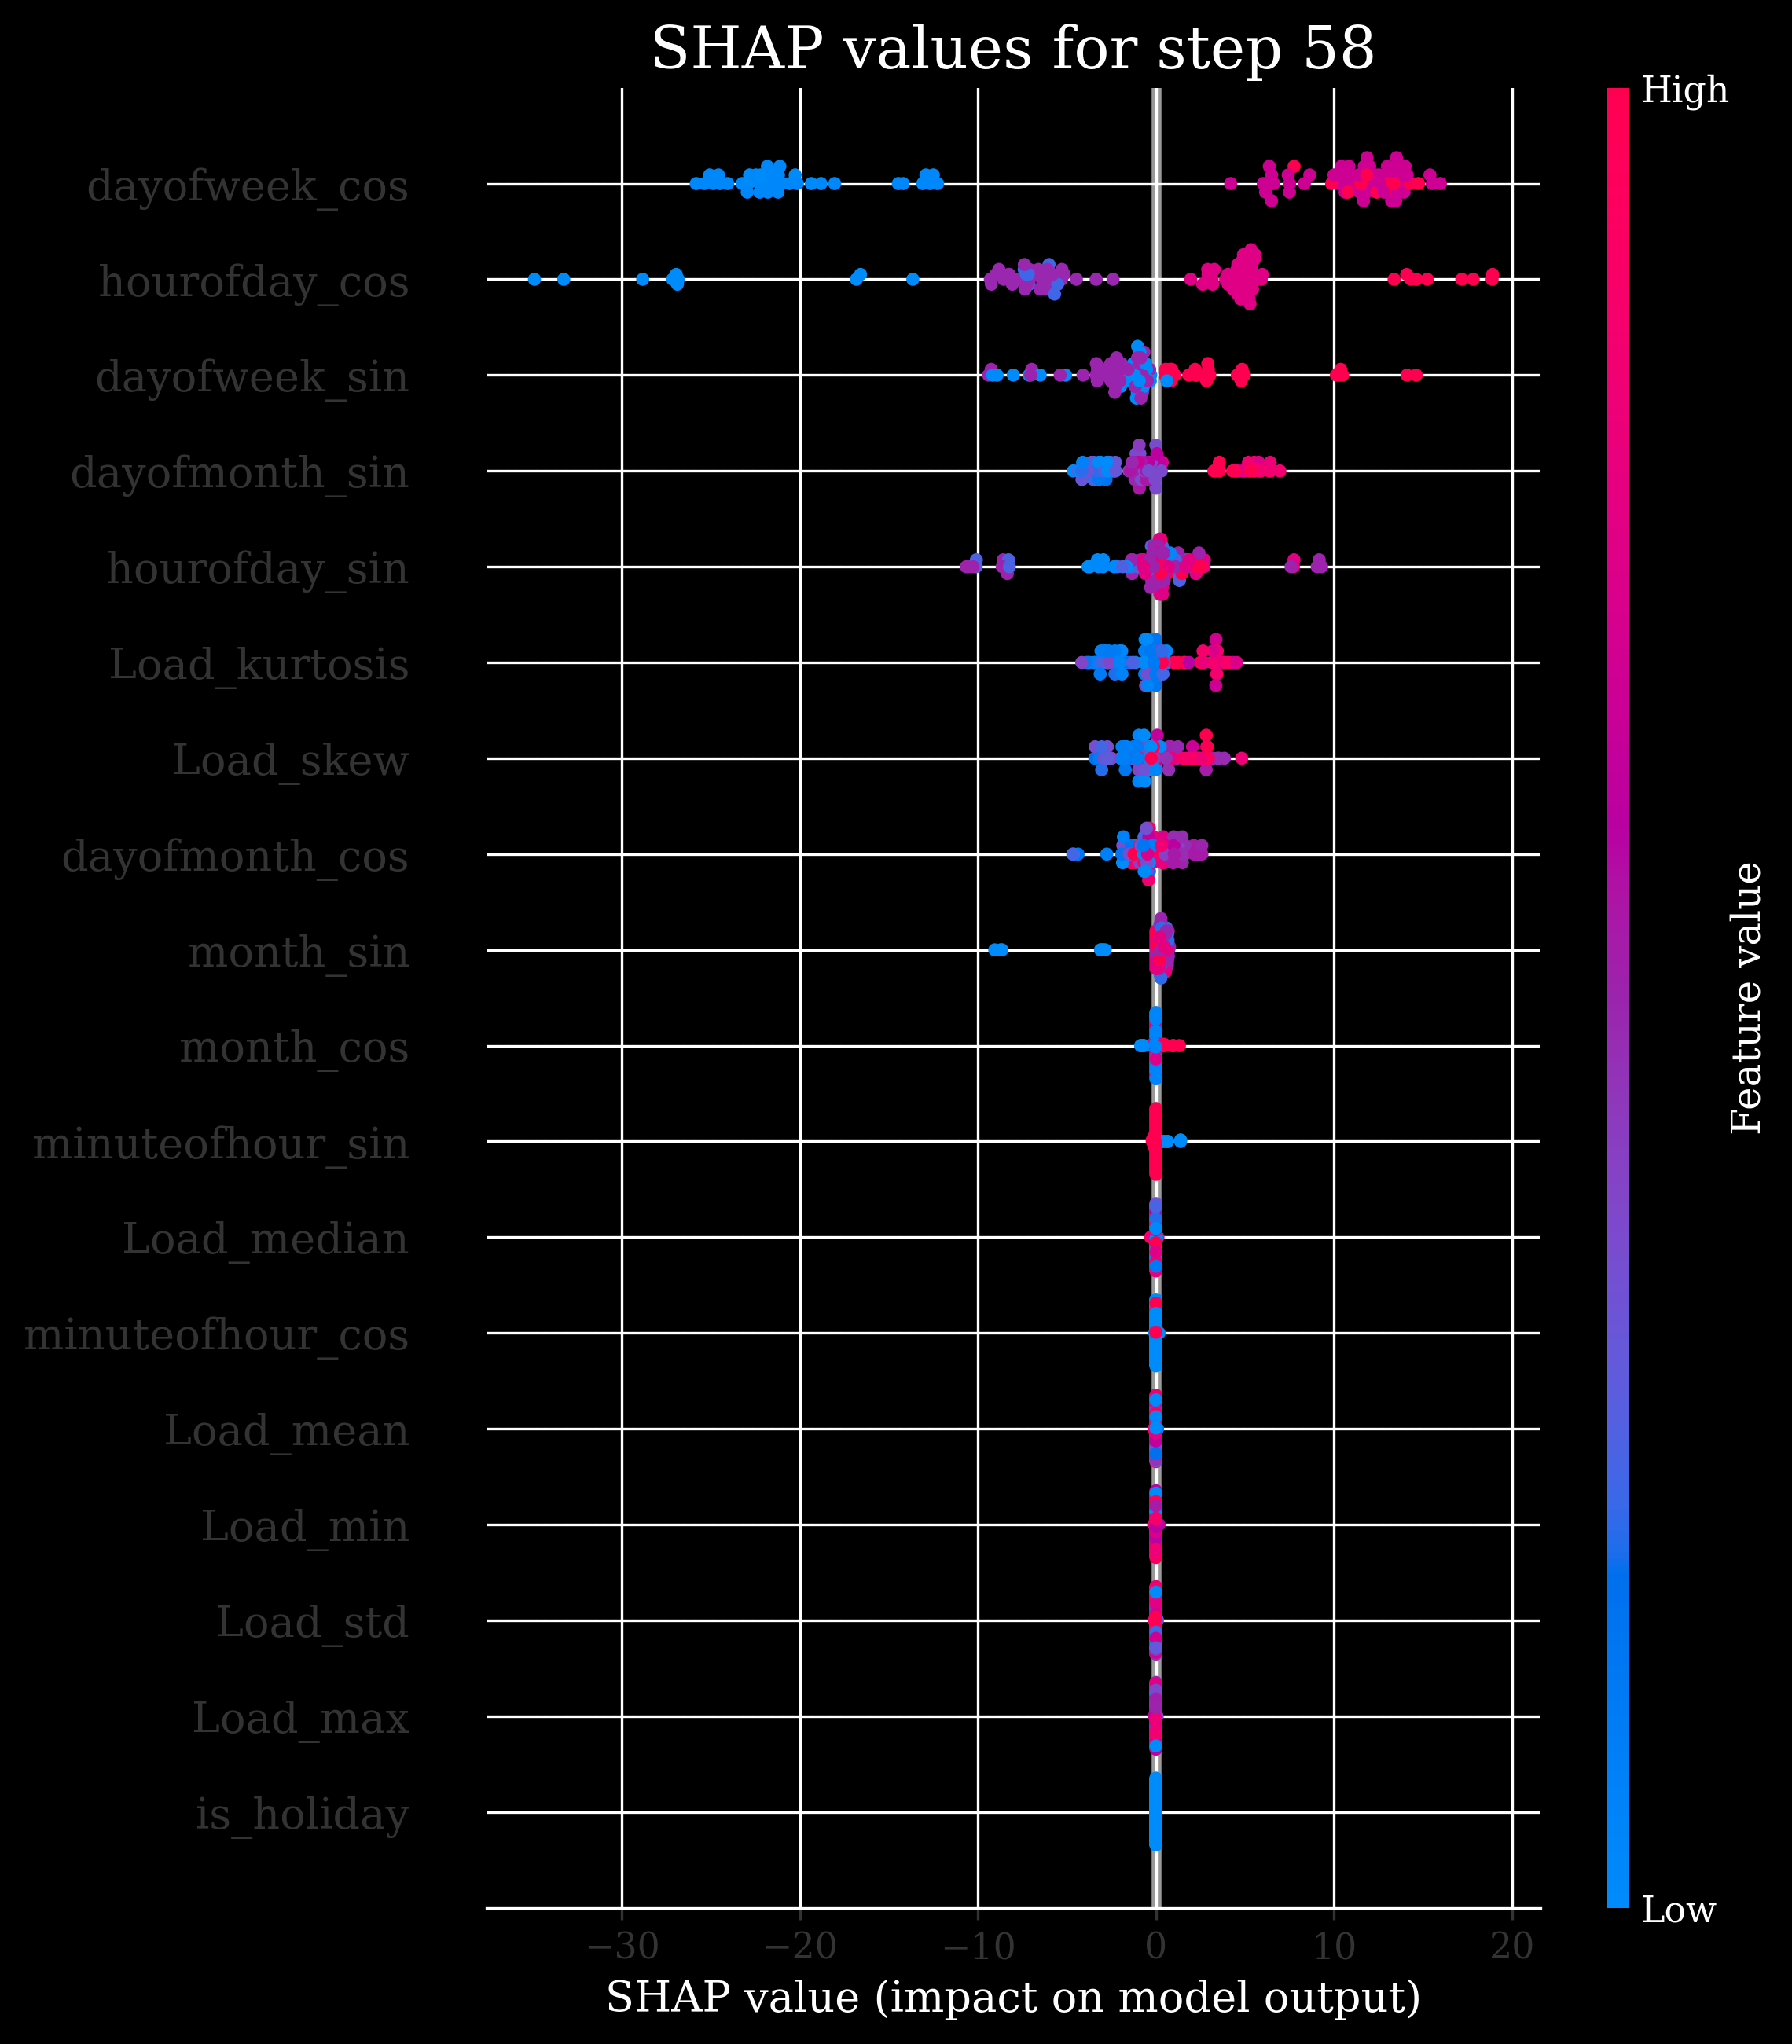 SHAP values for step 58
High
dayofweek_cos
hourofday_cos
dayofweek_sin
dayofmonth_sin
hourofday_sin
Load_kurtosis
Load_skew
dayofmonth_cos
month_sin
month_cos
minuteofhour_sin
Load_median
minuteofhour_cos
Load_mean
Load_min
Load_std
Load_max
is_holiday
Feature value
Low
−30 −20 −10 0 10 20
SHAP value (impact on model output)